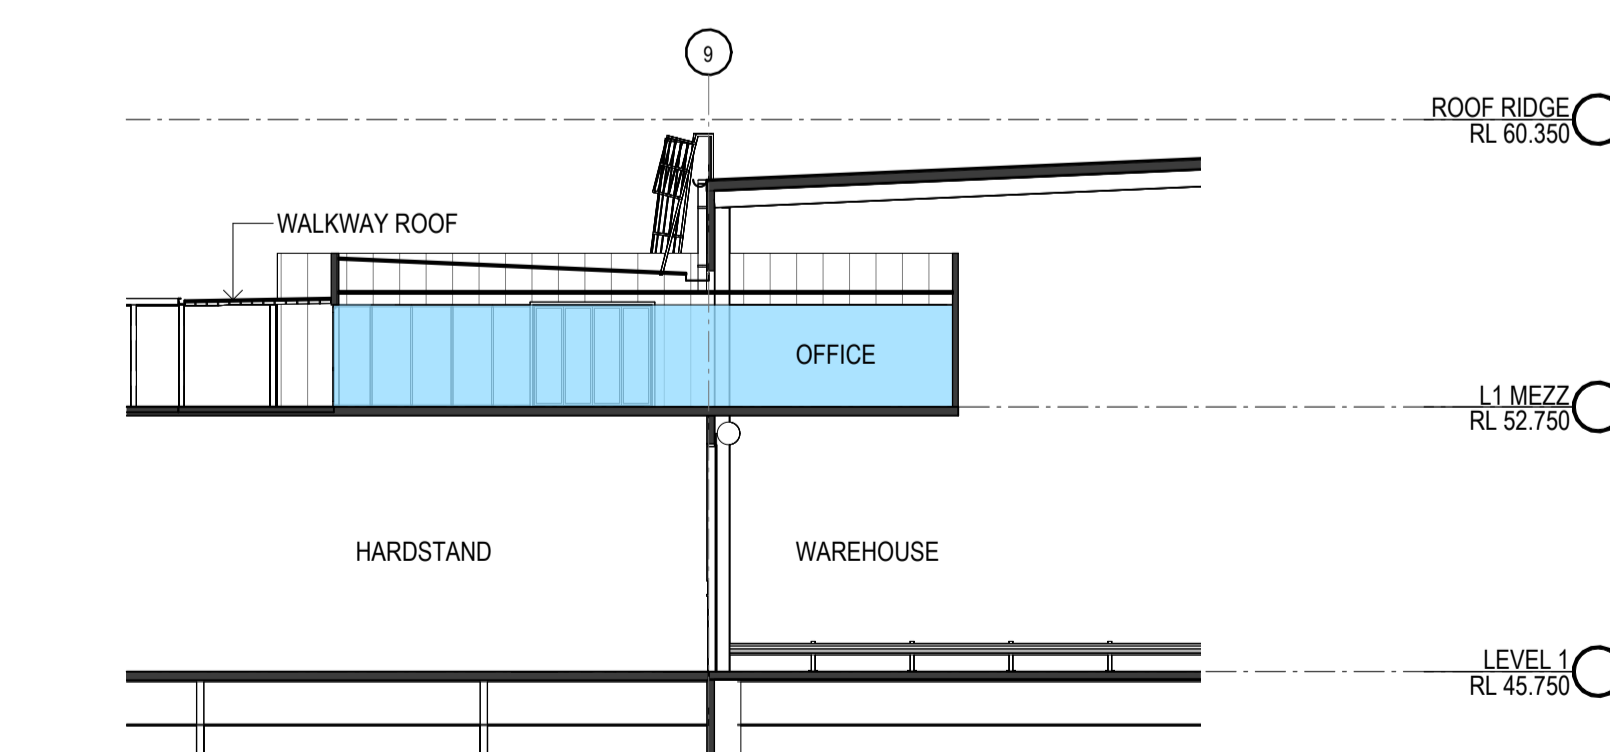 9
ROOF RIDGE
RL 60.350
WALKWAY ROOF
OFFICE
L1 MEZZ
RL 52.750
HARDSTAND
WAREHOUSE
LEVEL 1
RL 45.750